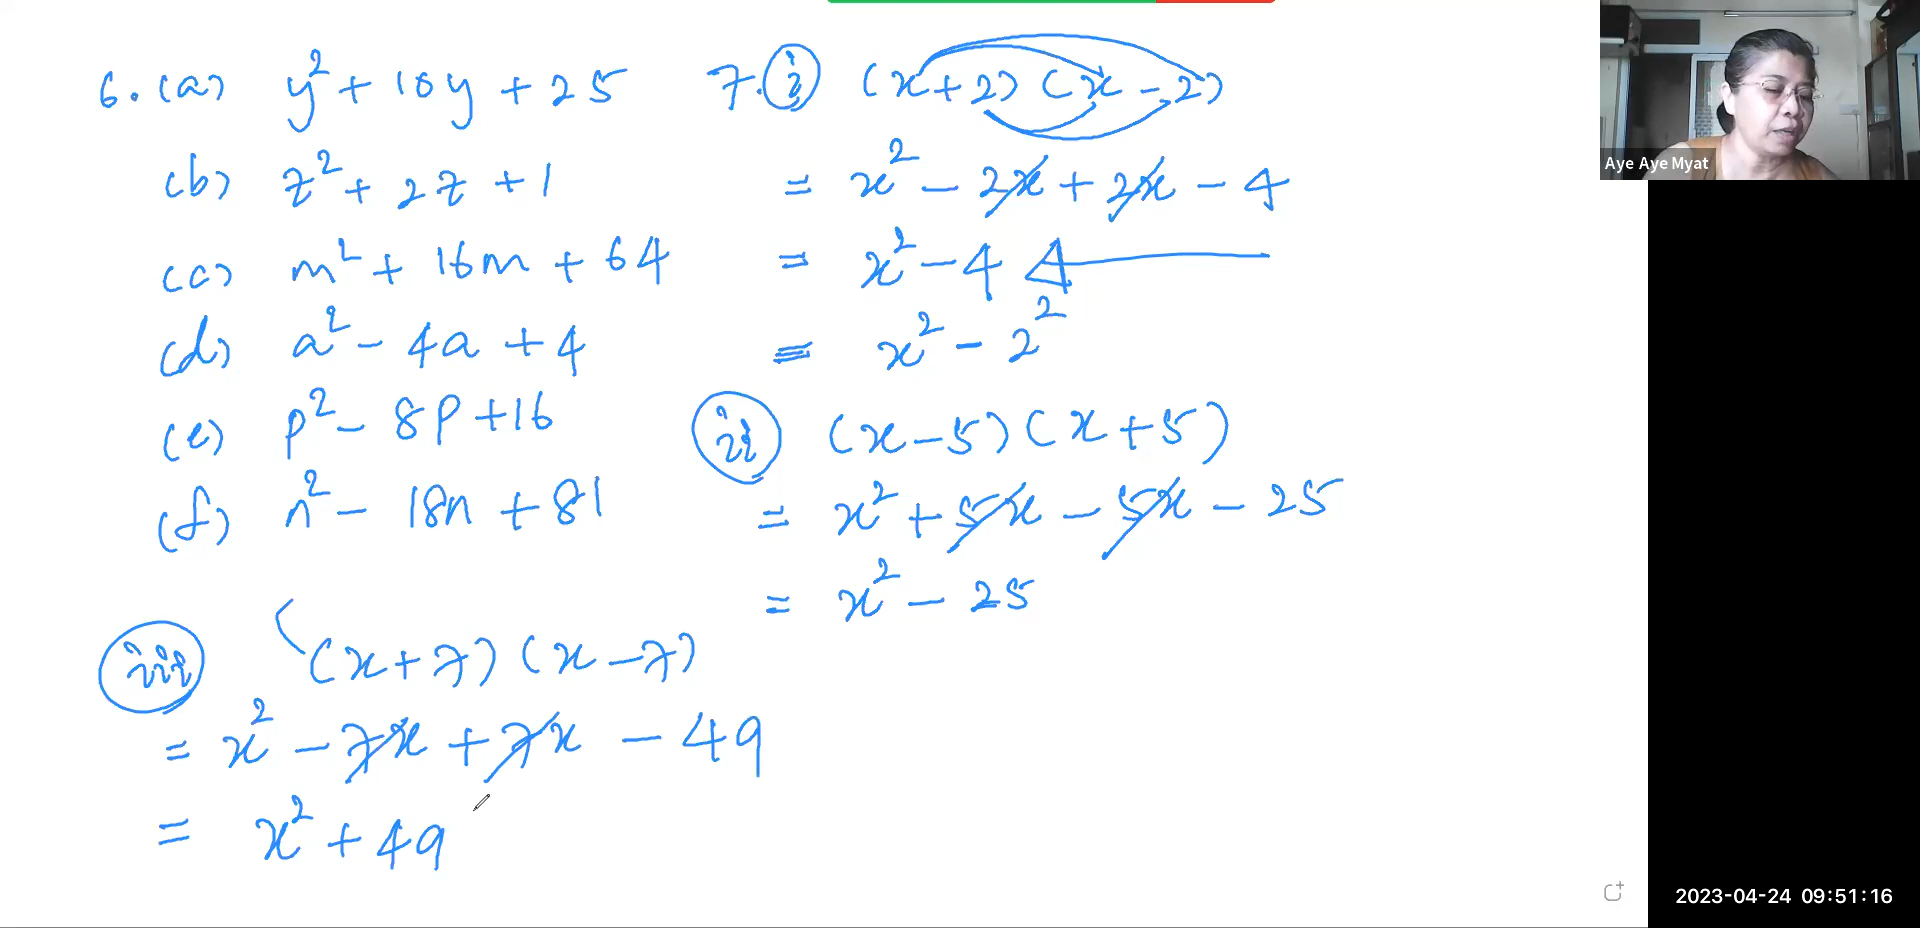 6. (a) y² + 10y + 25
(b) z² + 2z + 1
(c) m² + 16m + 64
(d) a² - 4a + 4
(e) p² - 8p + 16
(f) n² - 18n + 81
7. (i) (x + 2) (x - 2)
= x² - 2x + 2x - 4
= x² - 4 4
= x² - 2²
(ii) (x - 5) (x + 5)
= x² + 5x - 5x - 25
= x² - 25
(iii) (x + 7) (x - 7)
= x² - 7x + 7x - 49
= x² + 49
Aye Aye Myat
2023-04-24 09:51:16